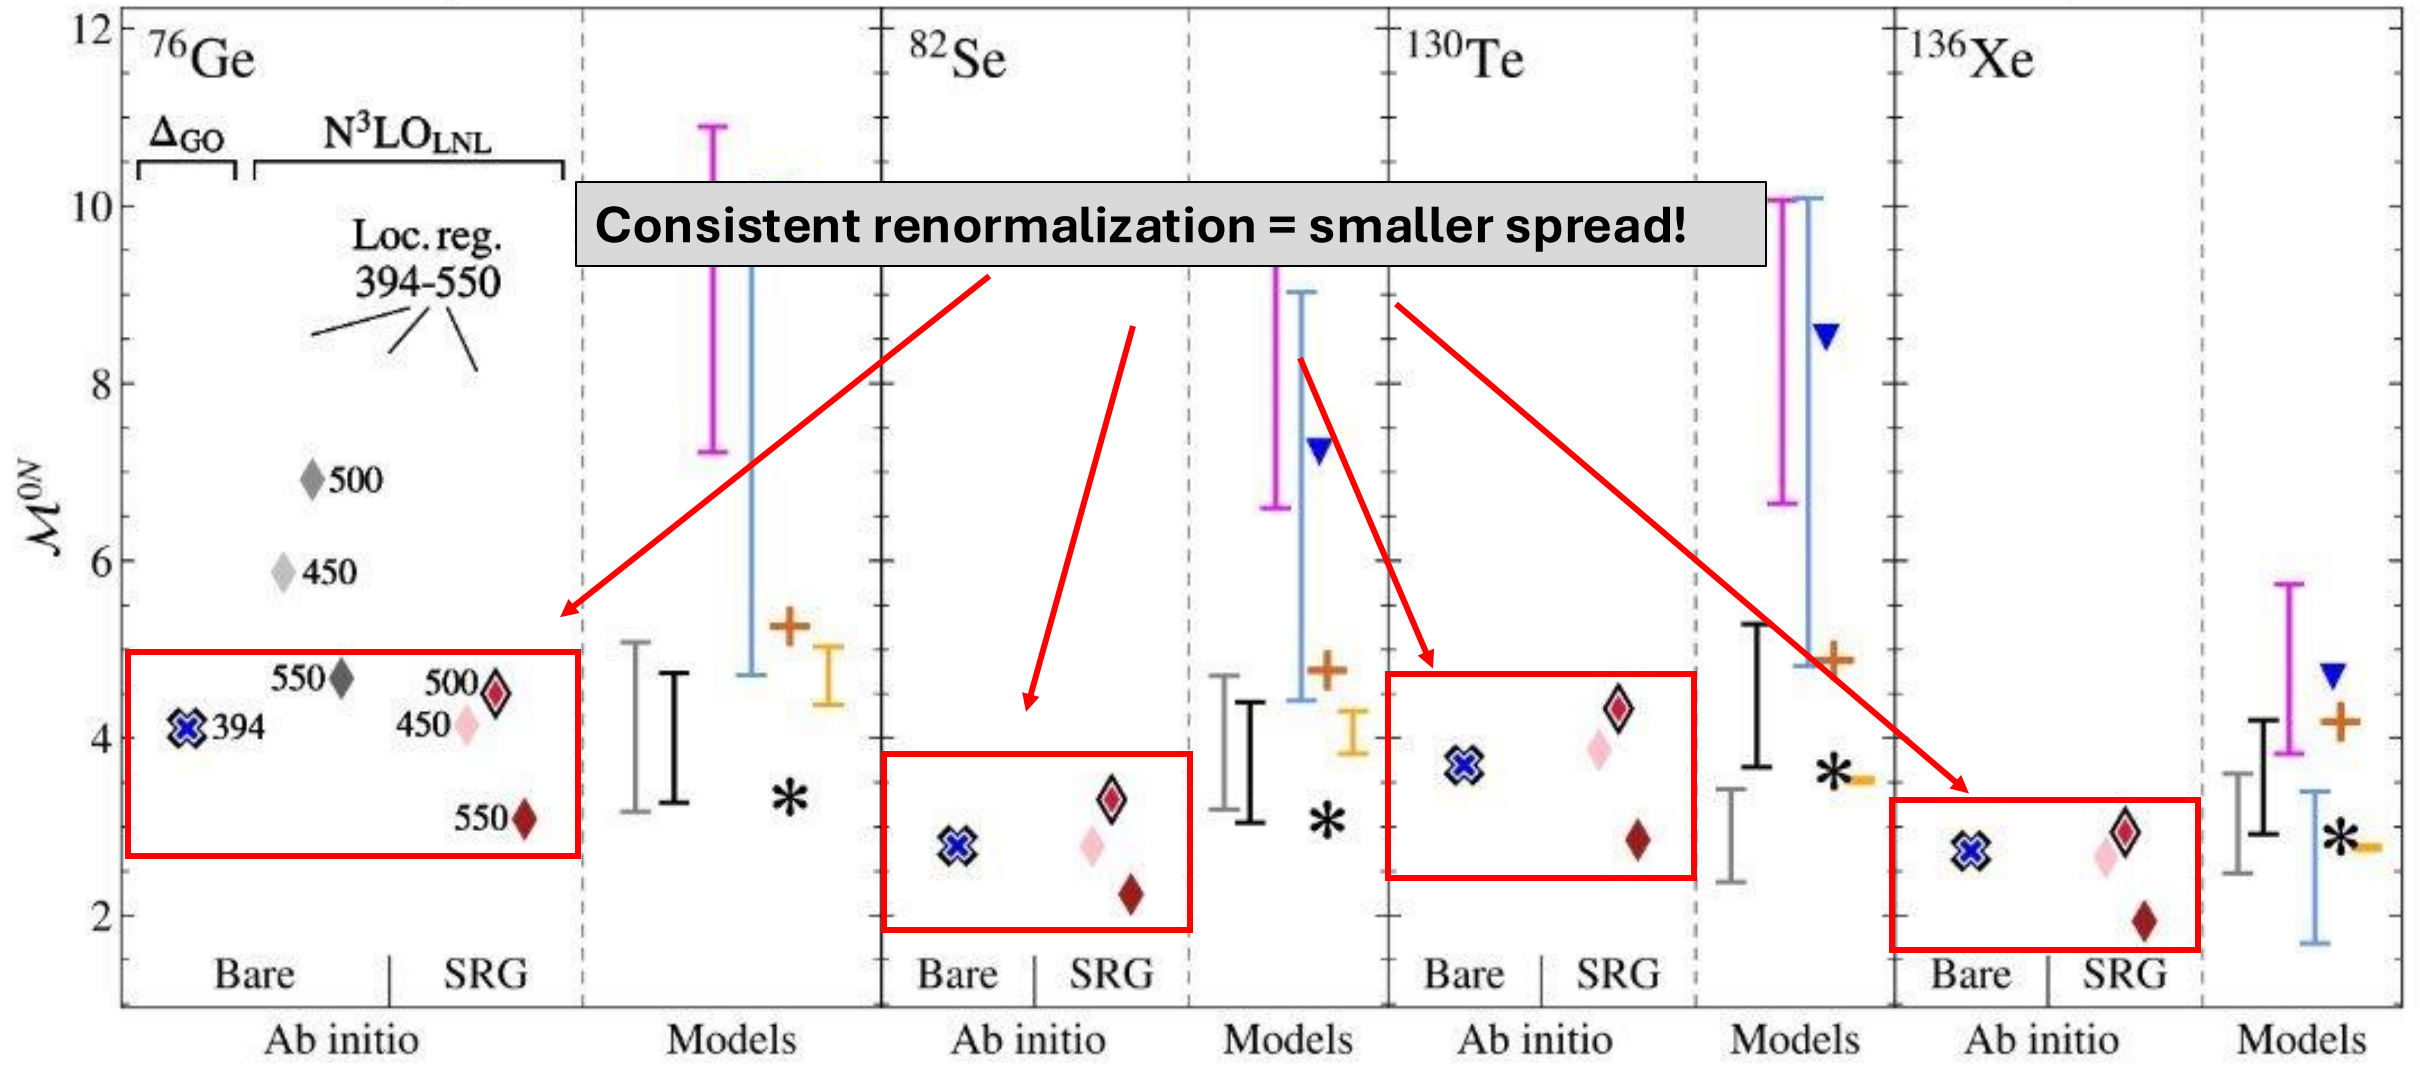 12
10
8
6
4
2
ℳ⁰ᴺ
⁷⁶Ge
⁸²Se
¹³⁰Te
¹³⁶Xe
Δ_GO
N³LO_LNL
Loc. reg.
394-550
Consistent renormalization = smaller spread!
500
450
550
500
394
450
550
Bare | SRG
Bare | SRG
Bare | SRG
Bare | SRG
Ab initio
Models
Ab initio
Models
Ab initio
Models
Ab initio
Models